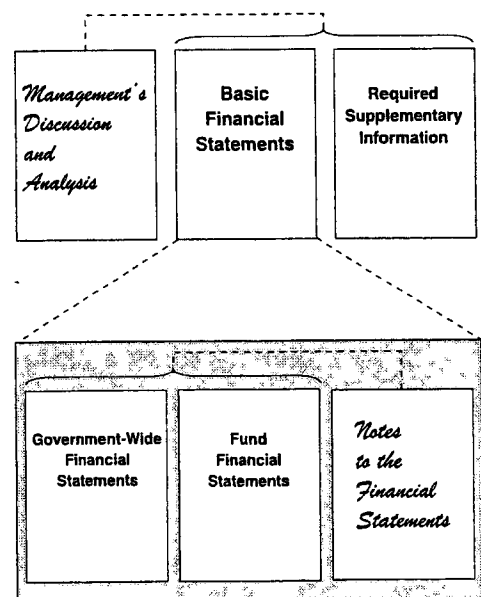 Management's
Discussion
and
Analysis
Basic
Financial
Statements
Required
Supplementary
Information
Government-Wide
Financial
Statements
Fund
Financial
Statements
Notes
to the
Financial
Statements